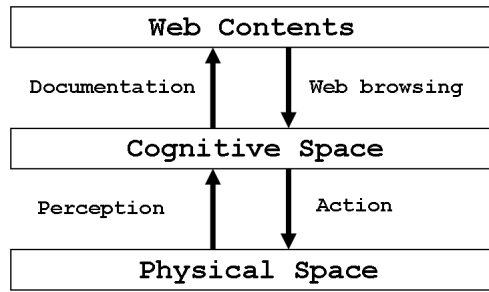 Web Contents
Documentation
Web browsing
Cognitive Space
Perception
Action
Physical Space